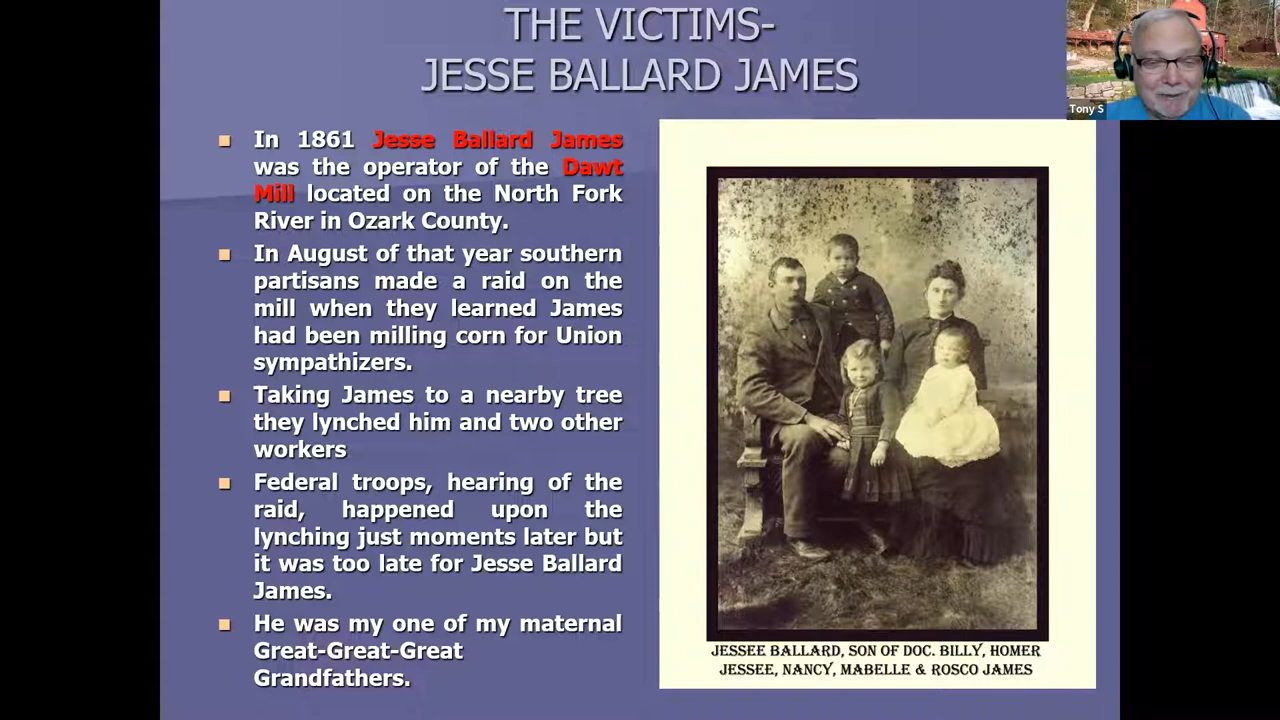 THE VICTIMS-
JESSE BALLARD JAMES
Tony S
In 1861 Jesse Ballard James
was the operator of the Dawt
Mill located on the North Fork
River in Ozark County.
In August of that year southern
partisans made a raid on the
mill when they learned James
had been milling corn for Union
sympathizers.
Taking James to a nearby tree
they lynched him and two other
workers
Federal troops, hearing of the
raid, happened upon the
lynching just moments later but
it was too late for Jesse Ballard
James.
He was my one of my maternal
Great-Great-Great
Grandfathers.
JESSEE BALLARD, SON OF DOC. BILLY, HOMER
JESSEE, NANCY, MABELLE & ROSCO JAMES